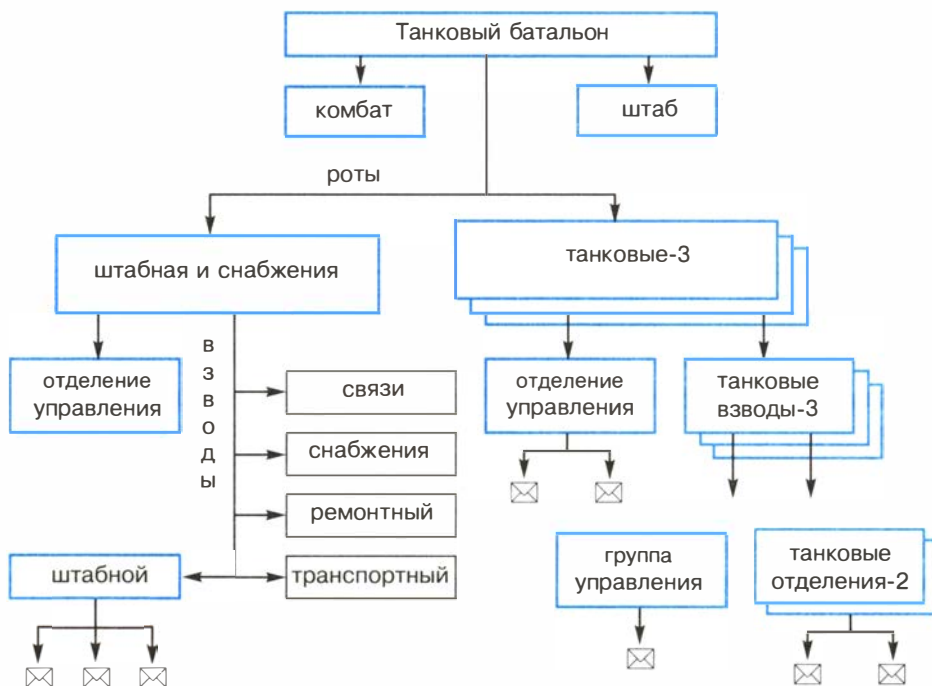 Танковый батальон
комбат
штаб
роты
штабная и снабжения
танковые-3
взводы
отделение
управления
связи
снабжения
ремонтный
штабной
транспортный
отделение
управления
танковые
взводы-3
группа
управления
танковые
отделения-2